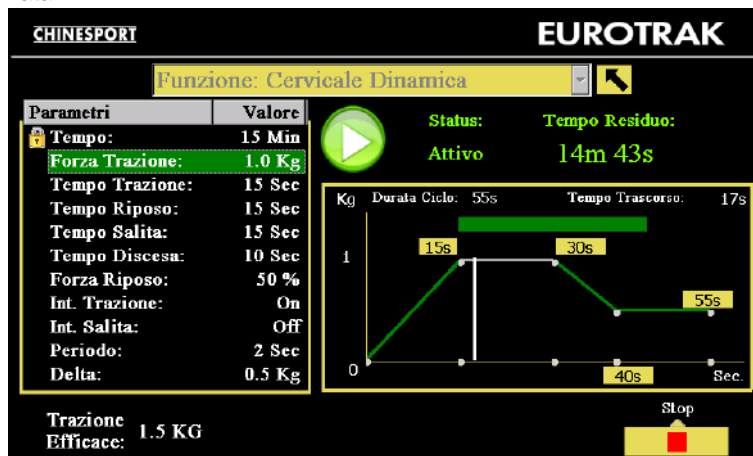 CHINESPORT
EUROTRAK
Funzione: Cervicale Dinamica
Parametri Valore
Tempo: 15 Min
Forza Trazione: 1.0 Kg
Tempo Trazione: 15 Sec
Tempo Riposo: 15 Sec
Tempo Salita: 15 Sec
Tempo Discesa: 10 Sec
Forza Riposo: 50 %
Int. Trazione: On
Int. Salita: Off
Periodo: 2 Sec
Delta: 0.5 Kg
Status: Tempo Residuo:
Attivo 14m 43s
Kg Durata Ciclo: 55s Tempo Trascorso: 17s
15s 30s
1
55s
0
40s Sec.
Trazione
Efficace: 1.5 KG
Stop